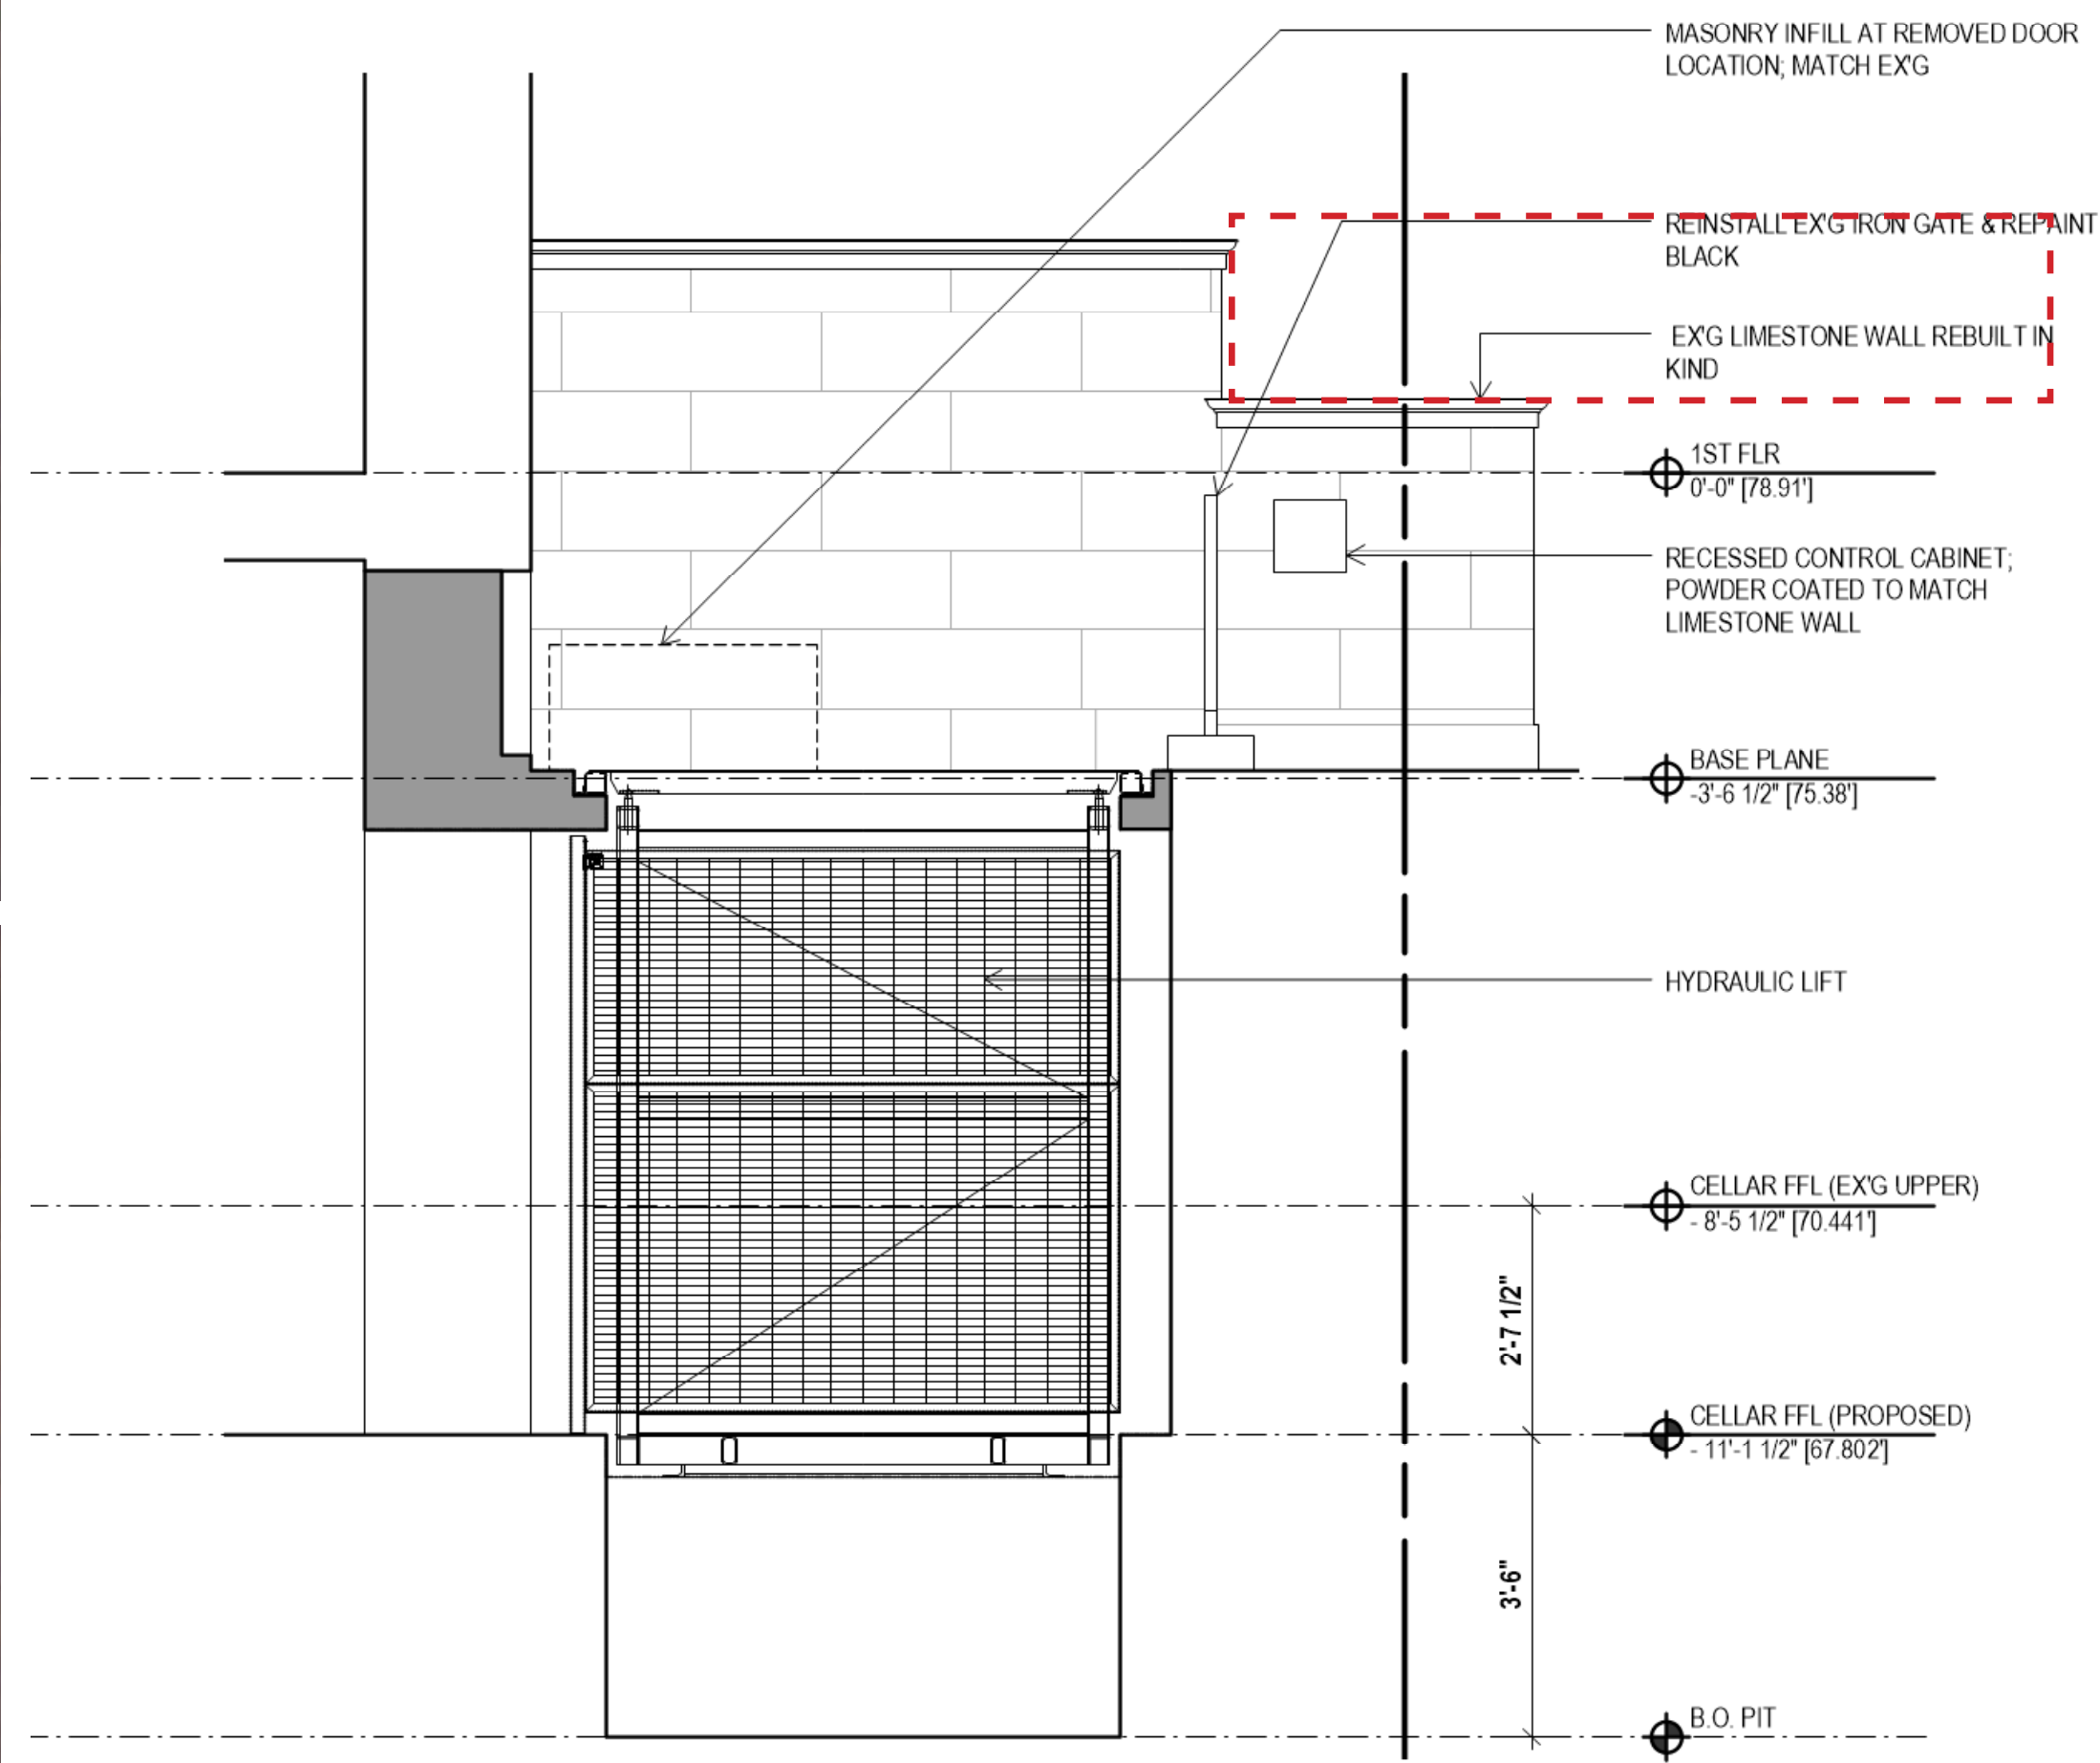 MASONRY INFILL AT REMOVED DOOR
LOCATION; MATCH EX'G
REINSTALL EX'G IRON GATE & REPAINT
BLACK
EX'G LIMESTONE WALL REBUILT IN
KIND
1ST FLR
0'-0" [78.91']
RECESSED CONTROL CABINET;
POWDER COATED TO MATCH
LIMESTONE WALL
BASE PLANE
-3'-6 1/2" [75.38']
HYDRAULIC LIFT
CELLAR FFL (EX'G UPPER)
- 8'-5 1/2" [70.441']
2'-7 1/2"
CELLAR FFL (PROPOSED)
- 11'-1 1/2" [67.802']
3'-6"
B.O. PIT